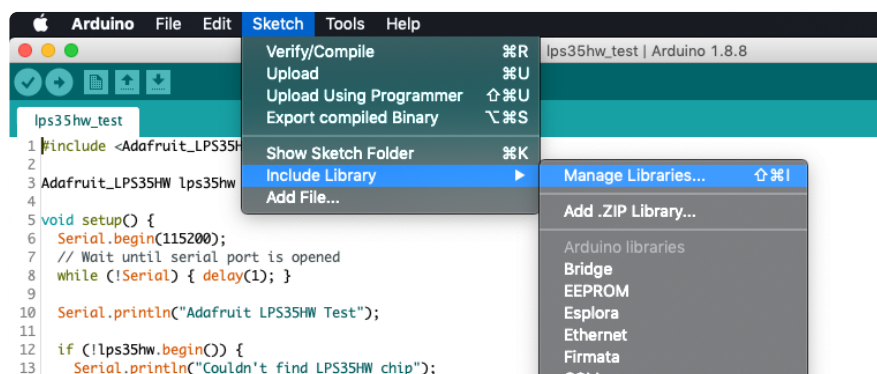 Arduino File Edit Sketch Tools Help
lps35hw_test | Arduino 1.8.8
Verify/Compile ⌘R
Upload ⌘U
Upload Using Programmer ⇧⌘U
Export compiled Binary ⌥⌘S
Show Sketch Folder ⌘K
Include Library ▶
Add File...
Manage Libraries... ⇧⌘I
Add .ZIP Library...
Arduino libraries
Bridge
EEPROM
Esplora
Ethernet
Firmata
lps35hw_test
1 #include <Adafruit_LPS35H
2
3 Adafruit_LPS35HW lps35hw
4
5 void setup() {
6 Serial.begin(115200);
7 // Wait until serial port is opened
8 while (!Serial) { delay(1); }
9
10 Serial.println("Adafruit LPS35HW Test");
11
12 if (!lps35hw.begin()) {
13 Serial.println("Couldn't find LPS35HW chip");